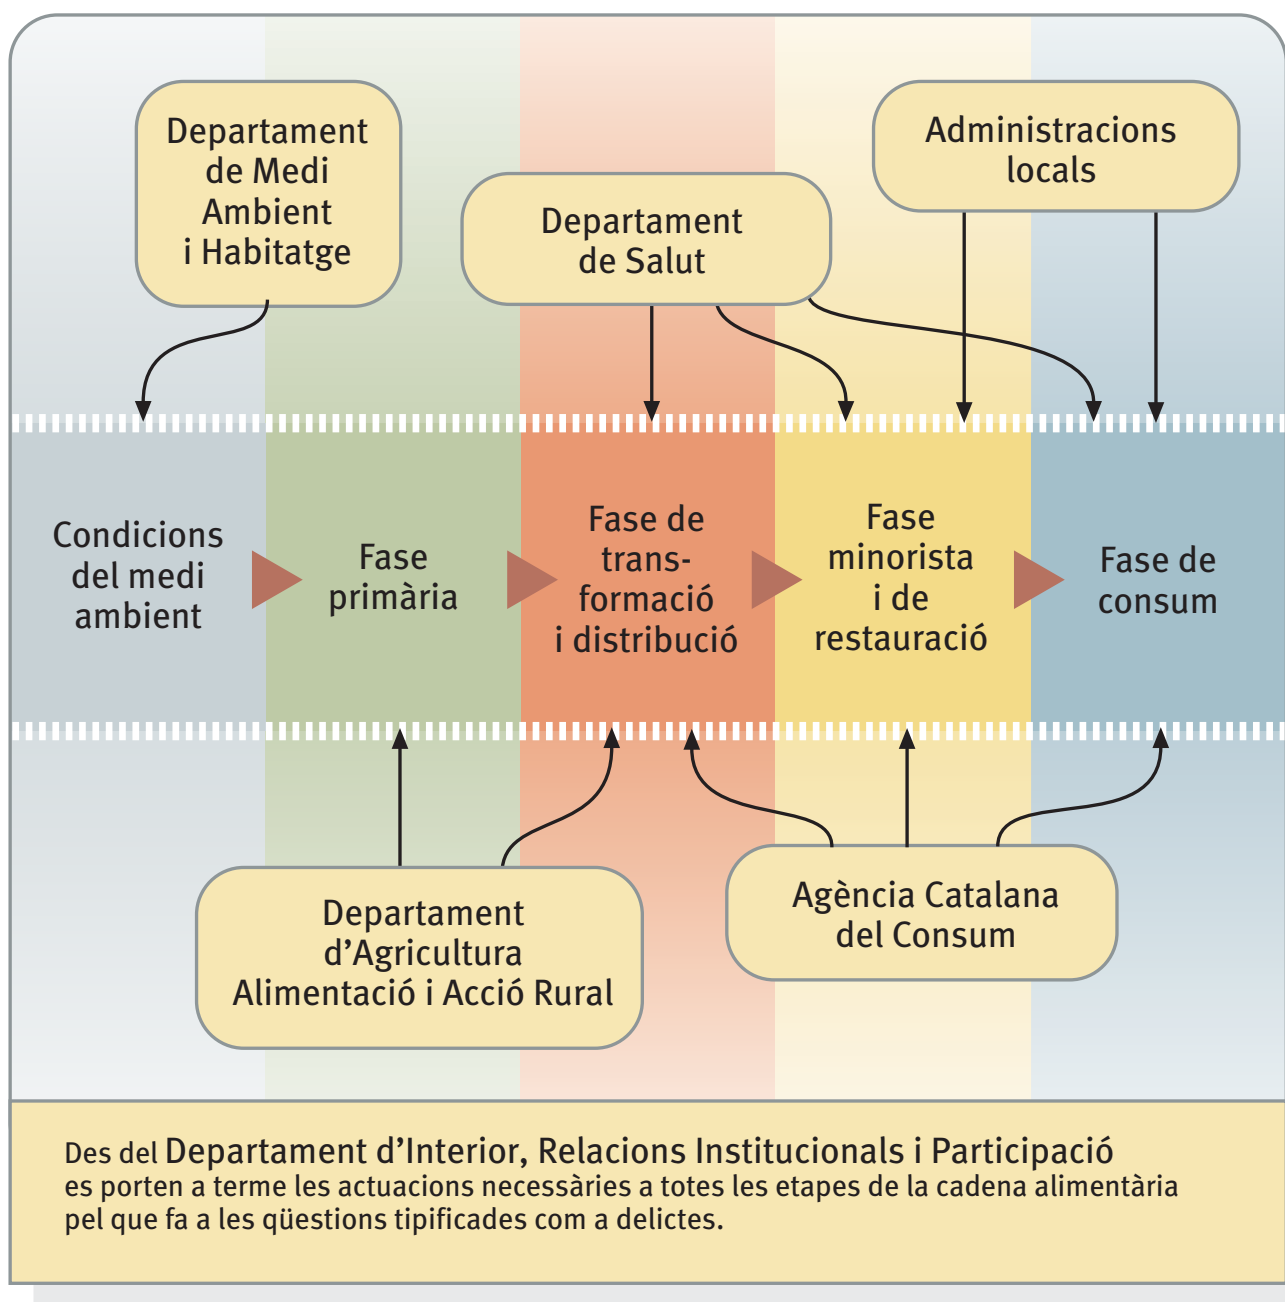 Departament
de Medi
Ambient
i Habitatge
Departament
de Salut
Administracions
locals
Condicions
del medi
ambient
Fase
primària
Fase de
trans-
formació
i distribució
Fase
minorista
i de
restauració
Fase de
consum
Departament
d’Agricultura
Alimentació i Acció Rural
Agència Catalana
del Consum
Des del Departament d’Interior, Relacions Institucionals i Participació
es porten a terme les actuacions necessàries a totes les etapes de la cadena alimentària
pel que fa a les qüestions tipificades com a delictes.